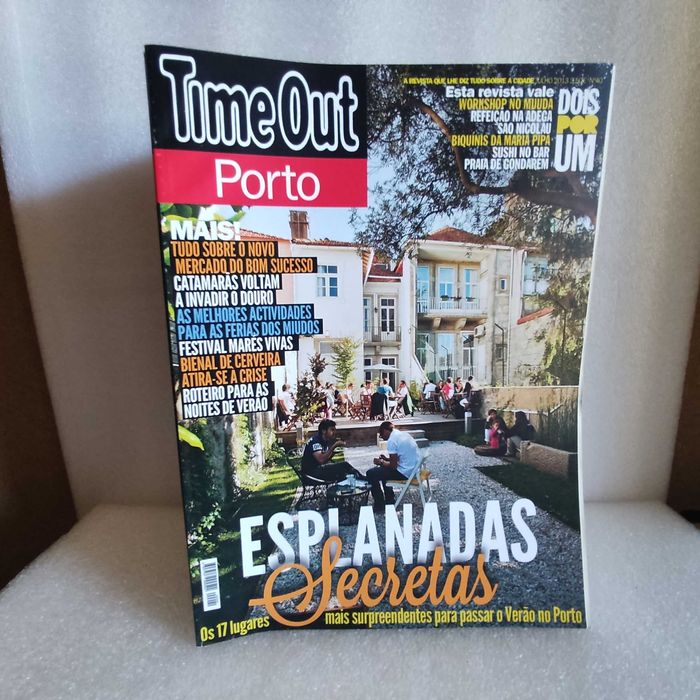 Time Out
Porto
A REVISTA QUE LHE DIZ TUDO SOBRE A CIDADE
Esta revista vale
WORKSHOP NO MUUDA
REFEIÇÃO NA ADEGA
SÃO NICOLAU
BIQUINIS DA MARIA PIPA
SUSHI NO BAR
PRAIA DE GONDARÉM
DOIS
POR
UM
MAIS!
TUDO SOBRE O NOVO
MERCADO DO BOM SUCESSO
CATAMARÃS VOLTAM
A INVADIR O DOURO
AS MELHORES ACTIVIDADES
PARA AS FÉRIAS DOS MIÚDOS
FESTIVAL MARÉS VIVAS
BIENAL DE CERVEIRA
ATIRA-SE À CRISE
ROTEIRO PARA AS
NOITES DE VERÃO
ESPLANADAS
Secretas
Os 17 lugares
mais surpreendentes para passar o Verão no Porto